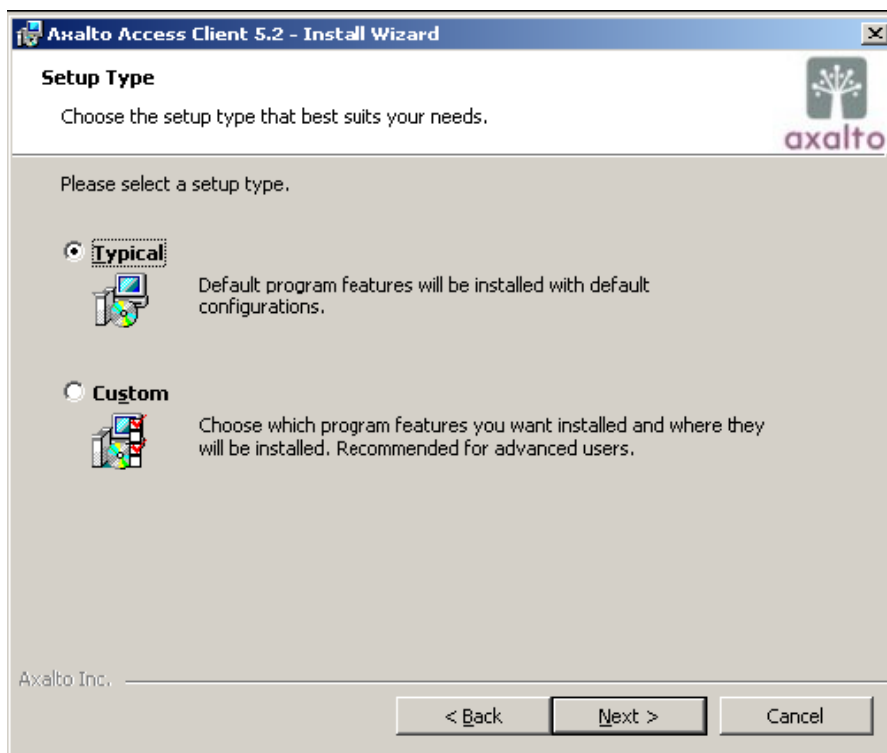 Axalto Access Client 5.2 - Install Wizard
Setup Type
Choose the setup type that best suits your needs.
axalto
Please select a setup type.
Typical
Default program features will be installed with default
configurations.
Custom
Choose which program features you want installed and where they
will be installed. Recommended for advanced users.
Axalto Inc.
< Back
Next >
Cancel